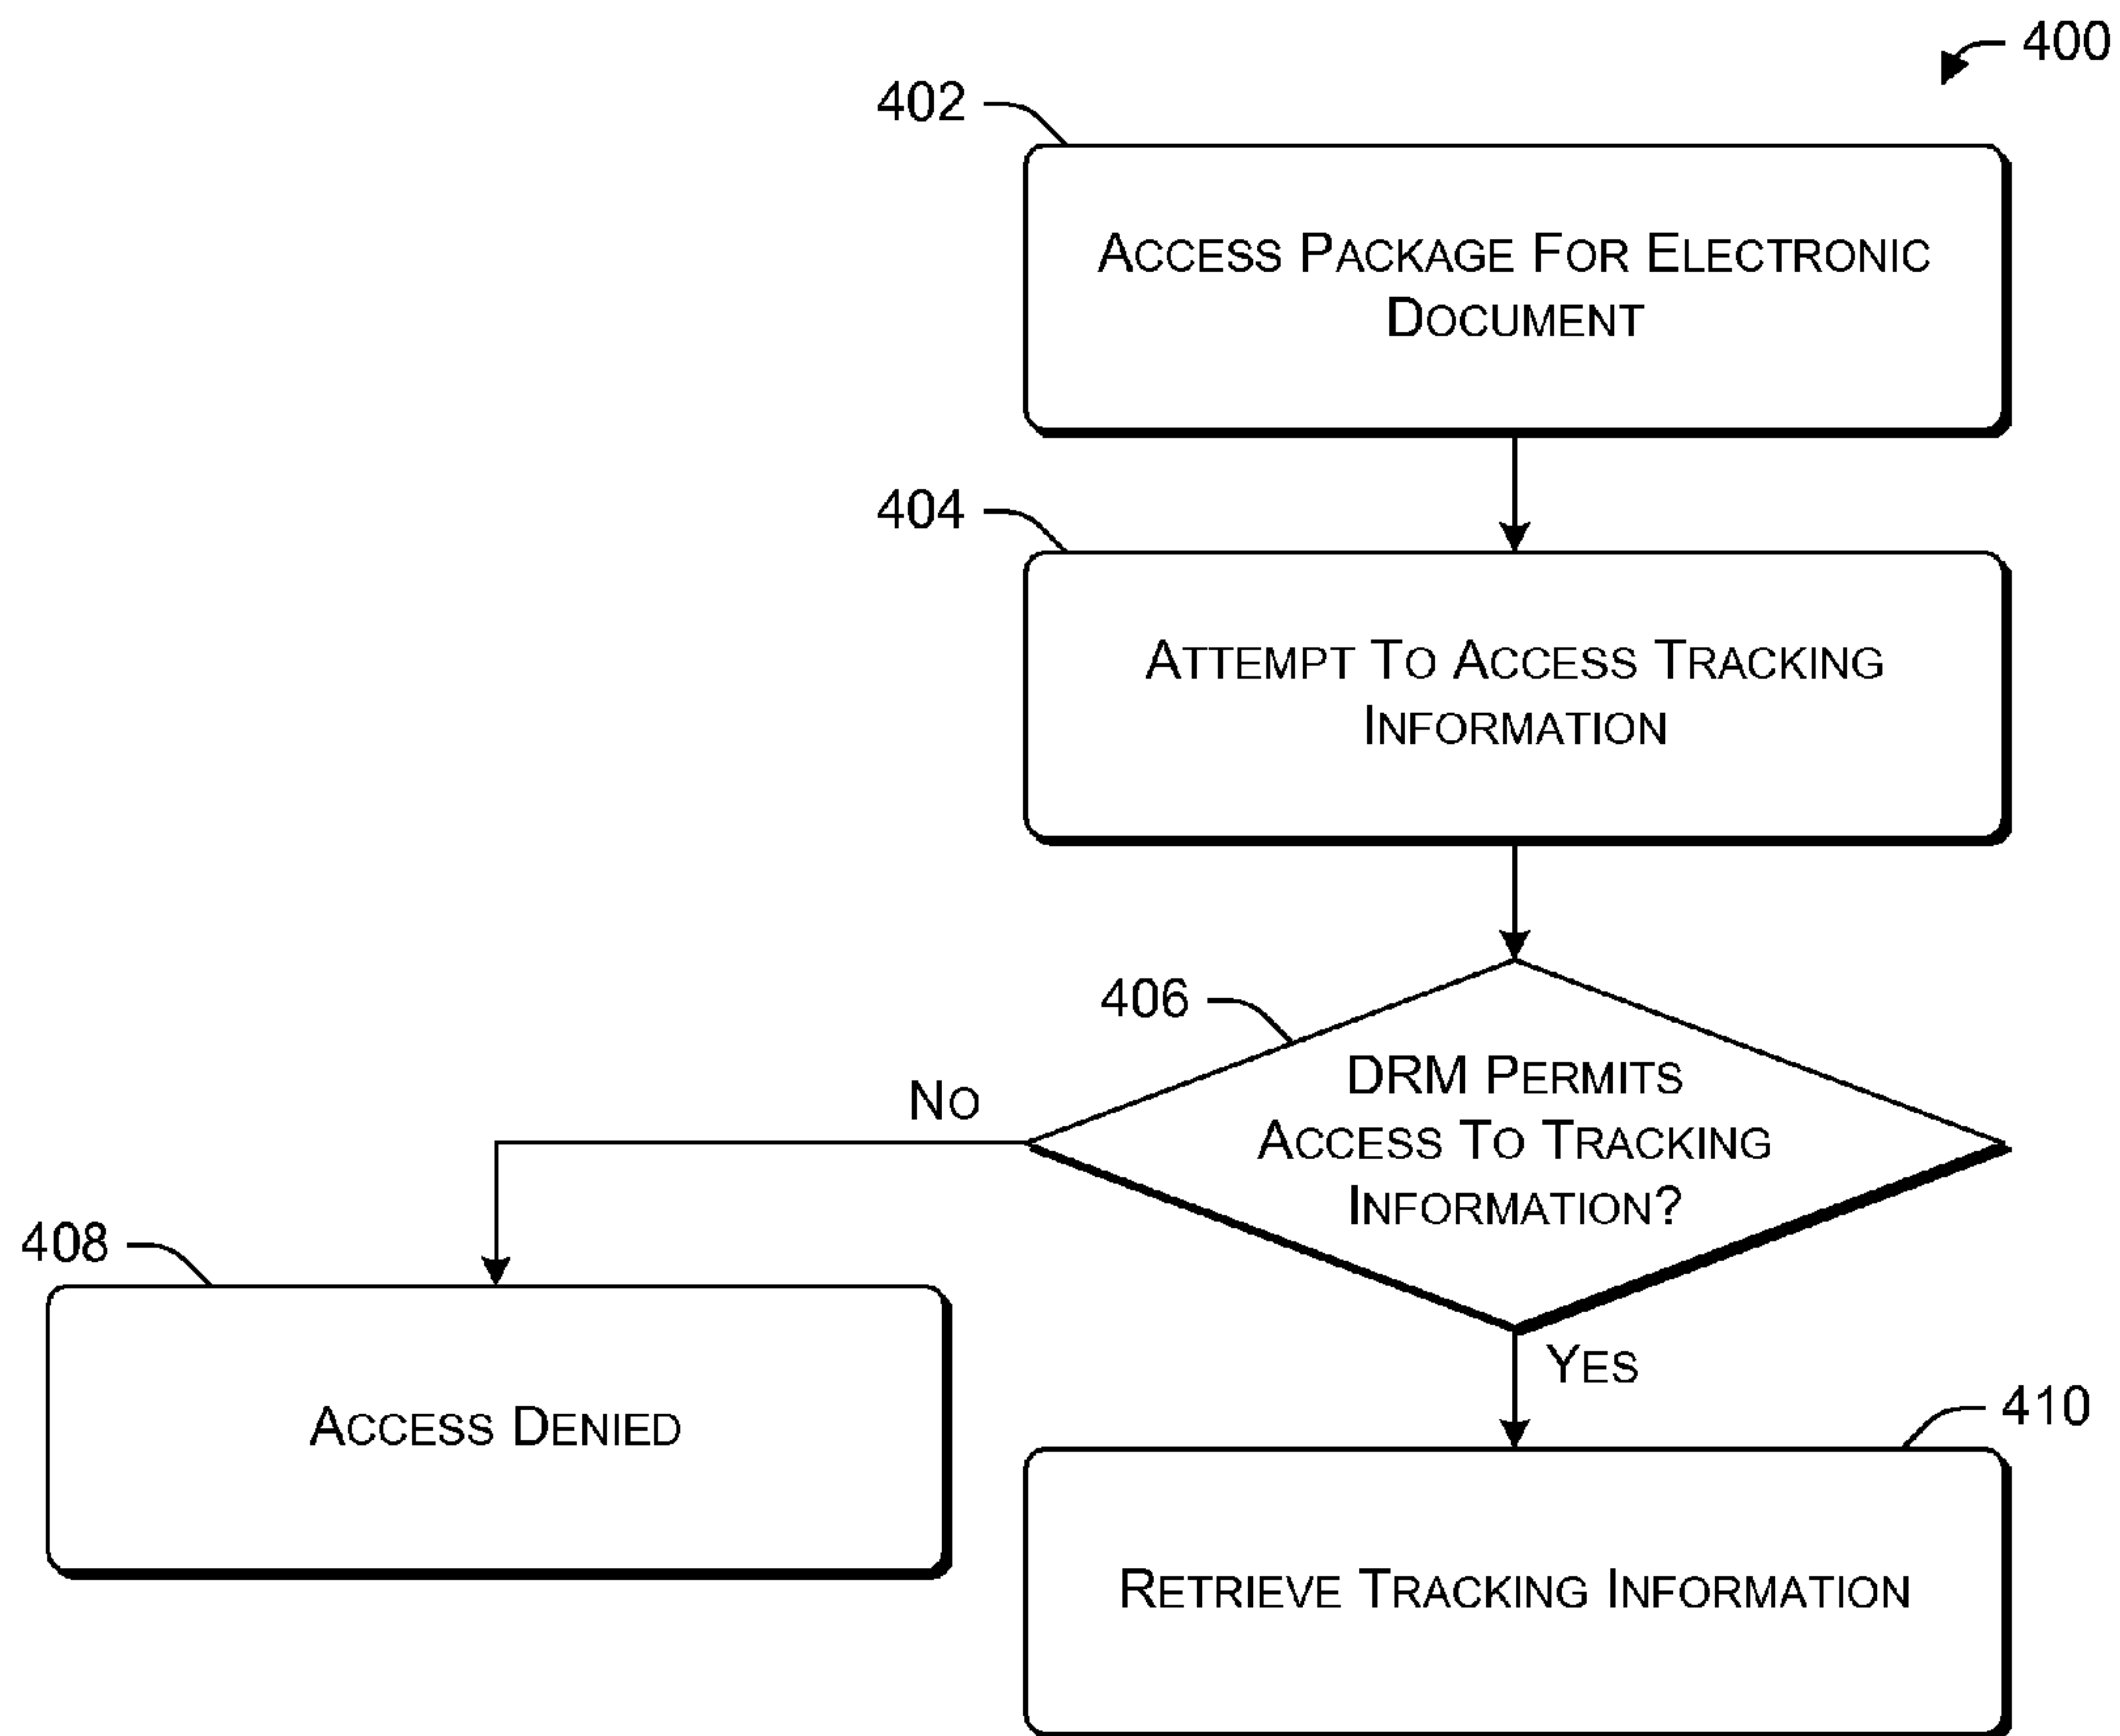 400
402
ACCESS PACKAGE FOR ELECTRONIC
DOCUMENT
404
ATTEMPT TO ACCESS TRACKING
INFORMATION
406
DRM PERMITS
ACCESS TO TRACKING
INFORMATION?
NO
408
ACCESS DENIED
YES
410
RETRIEVE TRACKING INFORMATION